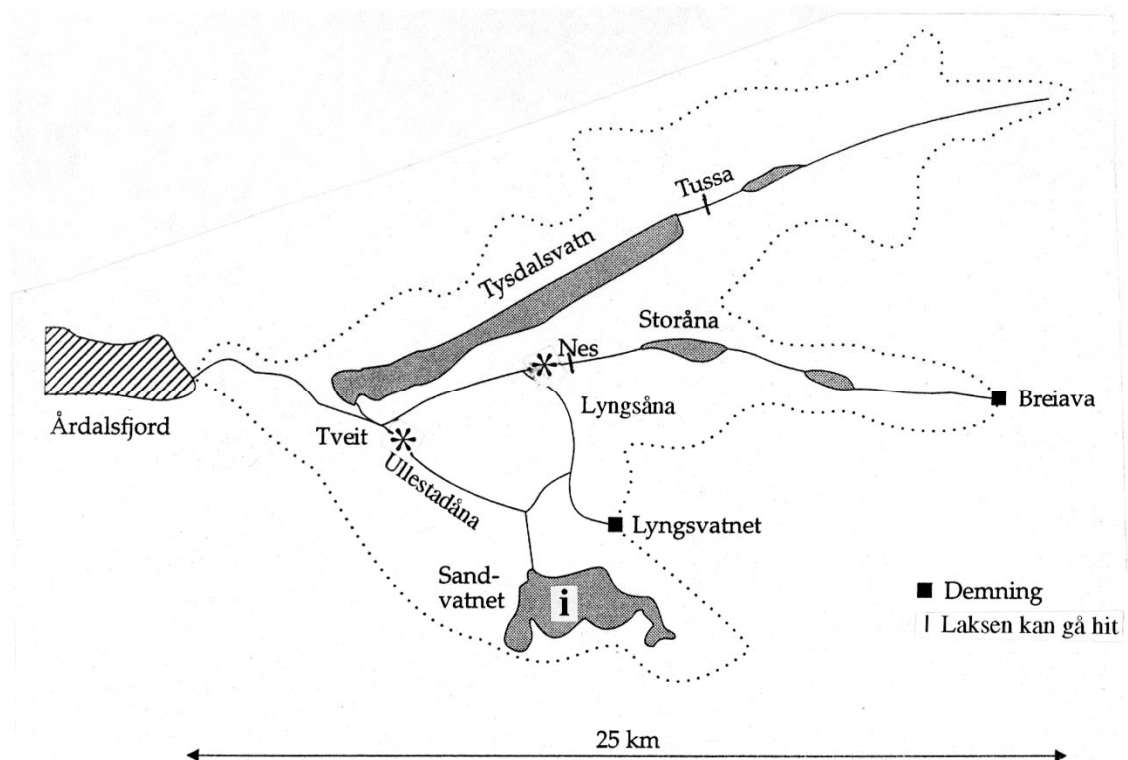 Tussa
Tysdalsvatn
Storåna
Nes
Breiava
Lyngsåna
Årdalsfjord
Tveit
Ullestadåna
Lyngsvatnet
Sand-
vatnet
i
Demning
Laksen kan gå hit
25 km